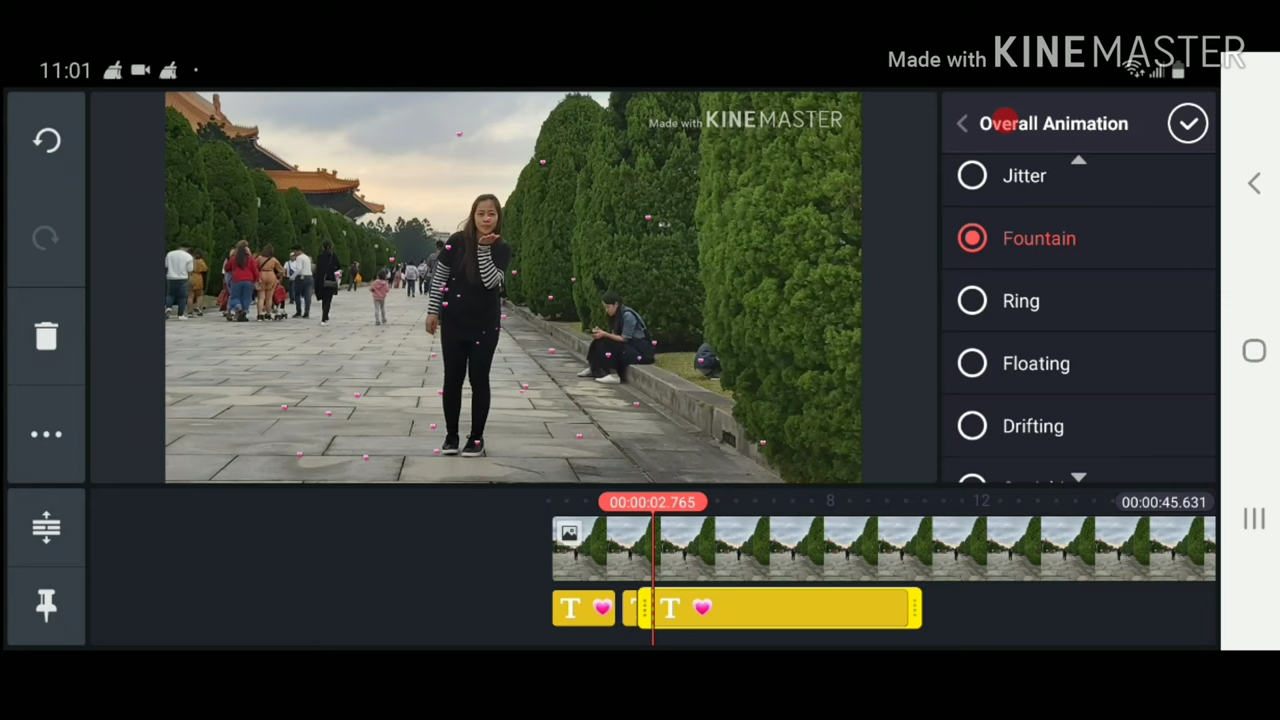 Made with KINEMASTER
11:01
Made with KINEMASTER
Overall Animation
Jitter
Fountain
Ring
Floating
Drifting
00:00:02.765
8
12
00:00:45.631
T
T
T